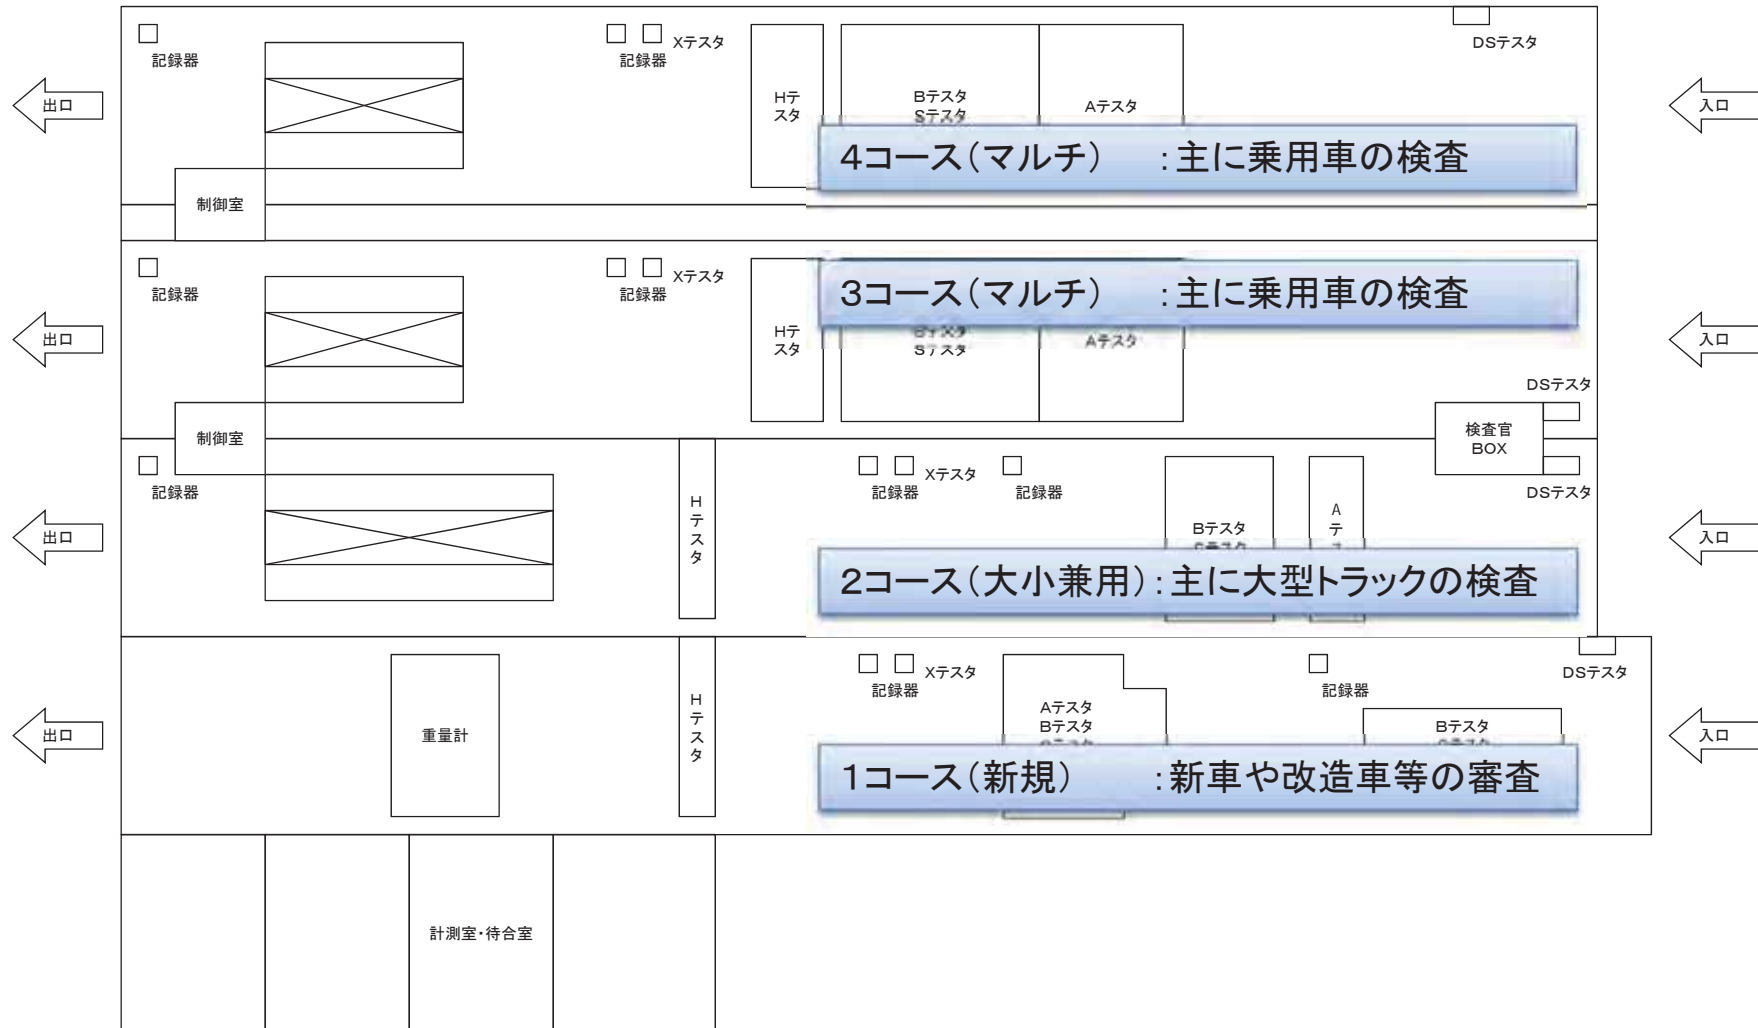 記録器
記録器
Xテスタ
DSテスタ
出口
Hテ
スタ
Bテスタ
Sテスタ
Aテスタ
入口
4コース(マルチ) :主に乗用車の検査
制御室
記録器
記録器
Xテスタ
3コース(マルチ) :主に乗用車の検査
出口
Hテ
スタ
Bテスタ
Sテスタ
Aテスタ
入口
DSテスタ
制御室
検査官
BOX
記録器
記録器
Xテスタ
記録器
DSテスタ
出口
Hテスタ
Bテスタ
Aテ
入口
2コース(大小兼用):主に大型トラックの検査
記録器
Xテスタ
記録器
DSテスタ
出口
重量計
Hテスタ
Aテスタ
Bテスタ
Bテスタ
入口
1コース(新規) :新車や改造車等の審査
計測室・待合室